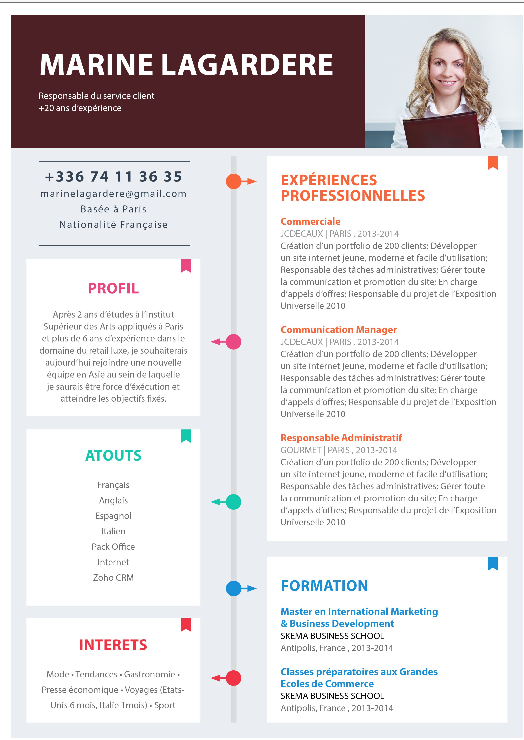 MARINE LAGARDERE
Responsable du service client
+20 ans d'expérience
+336 74 11 36 35
marinelagardere@gmail.com
Basée à Paris
Nationalité Française
PROFIL
Après 2 ans d'études à l'Institut
Supérieur des Arts appliqués à Paris
et plus de 6 ans d'expérience dans le
domaine du retail luxe, je souhaiterais
aujourd'hui rejoindre une nouvelle
équipe en Asie au sein de laquelle
je saurais être force d'éxécution et
atteindre les objectifs fixés.
ATOUTS
Français
Anglais
Espagnol
Italien
Pack Office
Internet
Zoho CRM
INTERETS
Mode • Tendances • Gastronomie •
Presse économique • Voyages (Etats-
Unis 6 mois, Italie 1mois) • Sport
EXPÉRIENCES
PROFESSIONNELLES
Commerciale
JCDECAUX | PARIS . 2013-2014
Création d'un portfolio de 200 clients; Développer
un site internet jeune, moderne et facile d'utilisation;
Responsable des tâches administratives; Gérer toute
la communication et promotion du site; En charge
d'appels d'offres; Responsable du projet de l'Exposition
Universelle 2010
Communication Manager
JCDECAUX | PARIS . 2013-2014
Création d'un portfolio de 200 clients; Développer
un site internet jeune, moderne et facile d'utilisation;
Responsable des tâches administratives; Gérer toute
la communication et promotion du site; En charge
d'appels d'offres; Responsable du projet de l'Exposition
Universelle 2010
Responsable Administratif
GOURMET | PARIS , 2013-2014
Création d'un portfolio de 200 clients; Développer
un site internet jeune, moderne et facile d'utilisation;
Responsable des tâches administratives; Gérer toute
la communication et promotion du site; En charge
d'appels d'offres; Responsable du projet de l'Exposition
Universelle 2010
FORMATION
Master en International Marketing
& Business Development
SKEMA BUSINESS SCHOOL
Antipolis, France , 2013-2014
Classes préparatoires aux Grandes
Ecoles de Commerce
SKEMA BUSINESS SCHOOL
Antipolis, France , 2013-2014